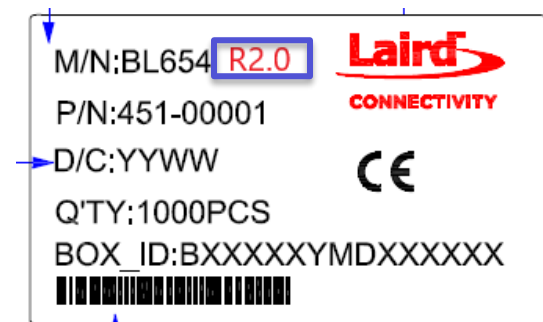 M/N:BL654 R2.0
Laird
CONNECTIVITY
P/N:451-00001
D/C:YYWW
CE
Q'TY:1000PCS
BOX_ID:BXXXXXYMDXXXXXX